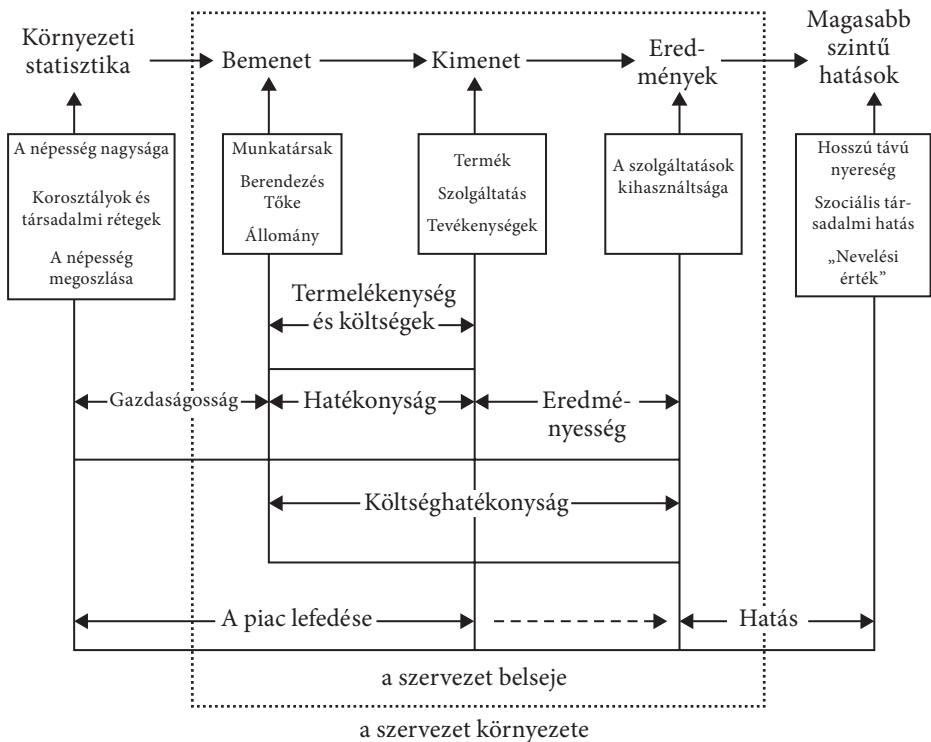 Környezeti
statisztika
Bemenet
Kimenet
Ered-
mények
Magasabb
szintű
hatások
A népesség nagysága
Korosztályok és
társadalmi rétegek
A népesség
megoszlása
Munkatársak
Berendezés
Tőke
Állomány
Termék
Szolgáltatás
Tevékenységek
A szolgáltatások
kihasználtsága
Hosszú távú
nyereség
Szociális tár-
sadalmi hatás
„Nevelési
érték”
Termelékenység
és költségek
Gazdaságosság
Hatékonyság
Eredmé-
nyesség
Költséghatékonyság
A piac lefedése
Hatás
a szervezet belseje
a szervezet környezete